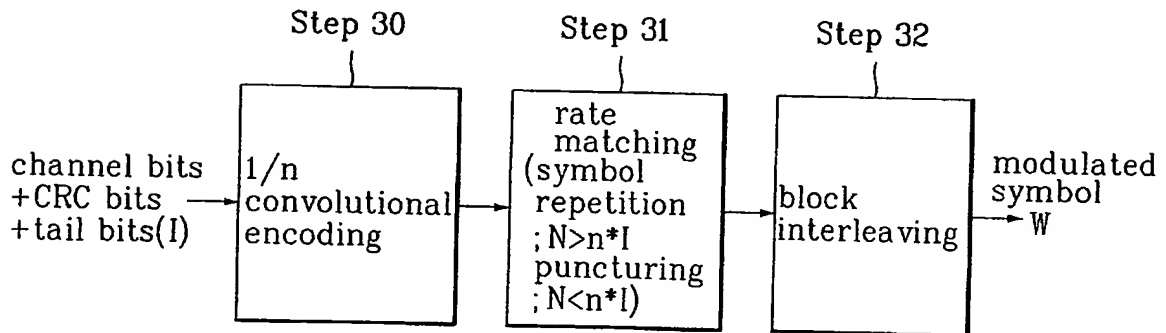 Step 30
Step 31
Step 32
channel bits
+CRC bits
+tail bits(I)
1/n
convolutional
encoding
rate
matching
(symbol
repetition
;N>n*I
puncturing
;N<n*I)
block
interleaving
modulated
symbol
W